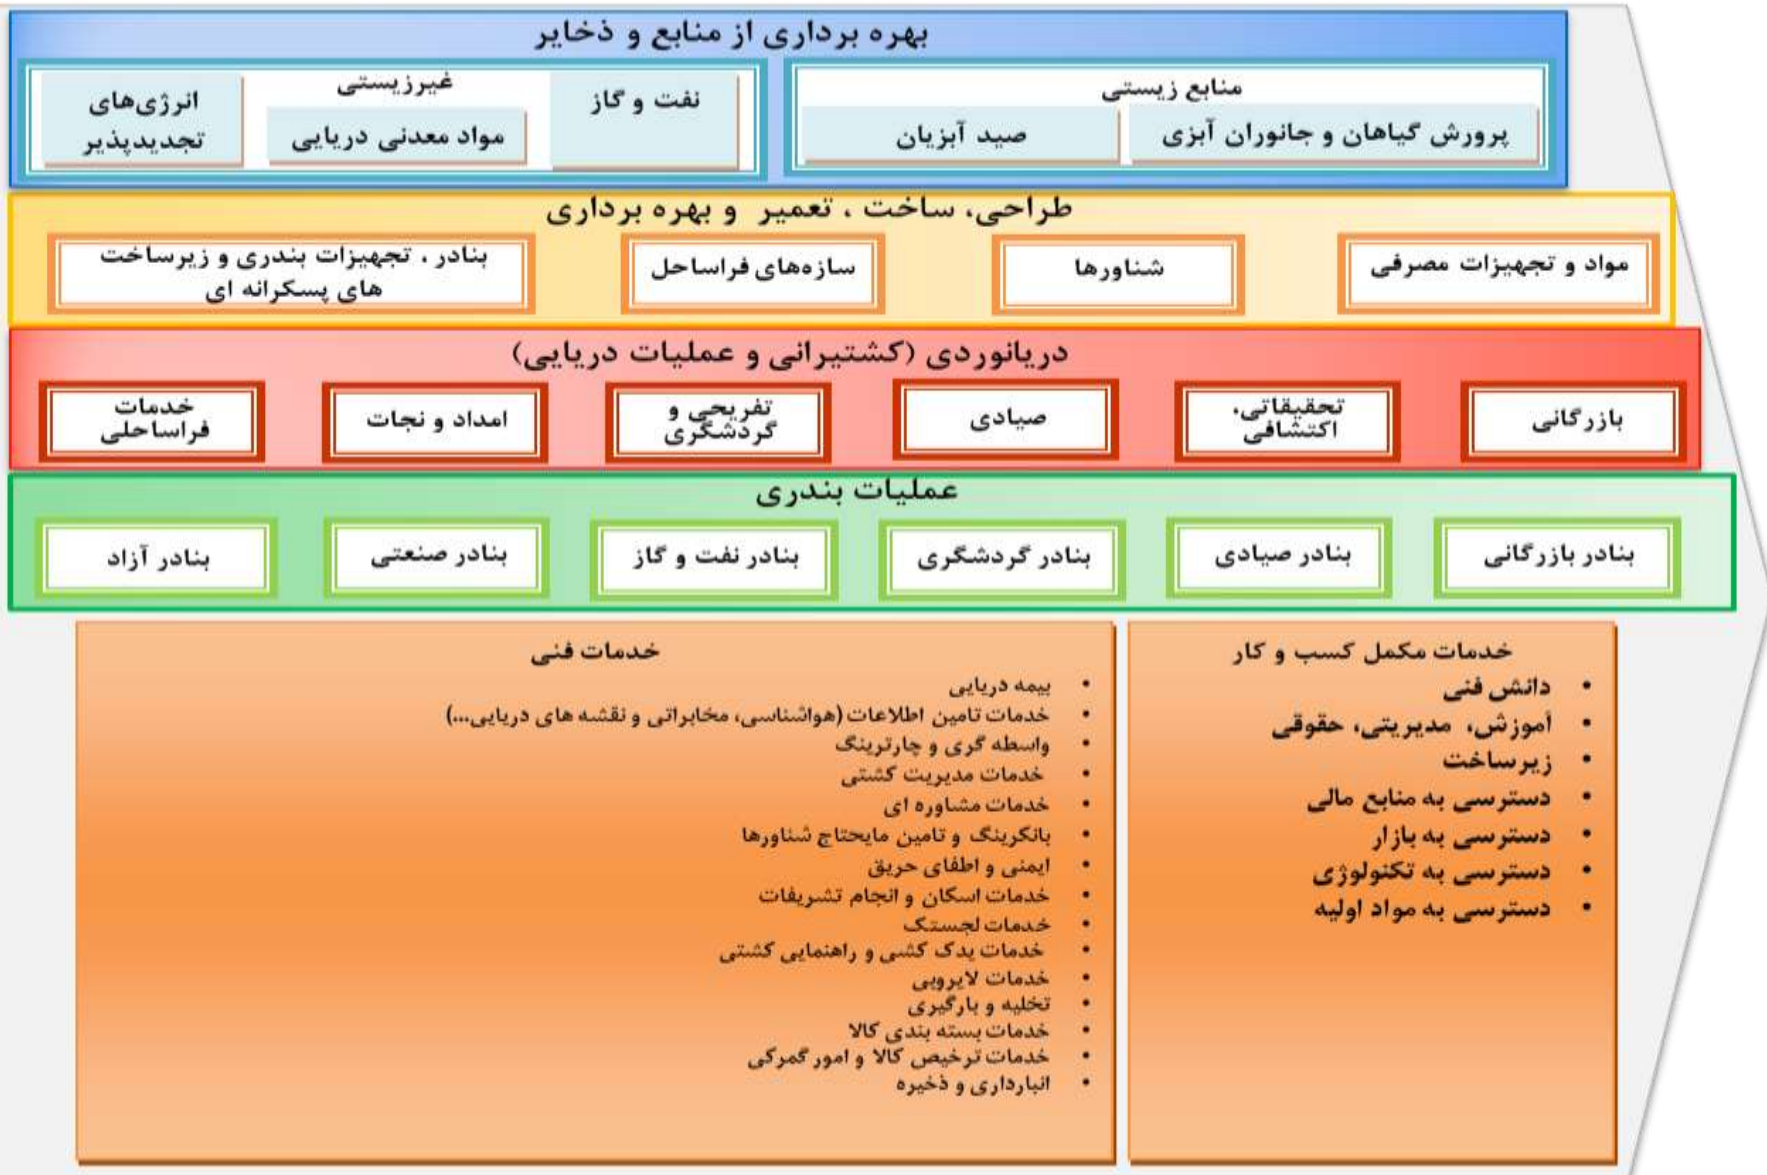 بهره برداری از منابع و ذخایر
منابع زیستی
پرورش گیاهان و جانوران آبزی
صید آبزیان
نفت و گاز
غیرزیستی
مواد معدنی دریایی
انرژی‌های
تجدیدپذیر
طراحی، ساخت ، تعمیر و بهره برداری
مواد و تجهیزات مصرفی
شناورها
سازه‌های فراساحل
بنادر ، تجهیزات بندری و زیرساخت
های پسکرانه ای
دریانوردی (کشتیرانی و عملیات دریایی)
بازرگانی
تحقیقاتی،
اکتشافی
صیادی
تفریحی و
گردشگری
امداد و نجات
خدمات
فراساحلی
عملیات بندری
بنادر بازرگانی
بنادر صیادی
بنادر گردشگری
بنادر نفت و گاز
بنادر صنعتی
بنادر آزاد
خدمات مکمل کسب و کار
• دانش فنی
• آموزش، مدیریتی، حقوقی
• زیرساخت
• دسترسی به منابع مالی
• دسترسی به بازار
• دسترسی به تکنولوژی
• دسترسی به مواد اولیه
خدمات فنی
• بیمه دریایی
• خدمات تامین اطلاعات (هواشناسی، مخابراتی و نقشه های دریایی...)
• واسطه گری و چارترینگ
• خدمات مدیریت کشتی
• خدمات مشاوره ای
• بانکرینگ و تامین مایحتاج شناورها
• ایمنی و اطفای حریق
• خدمات اسکان و انجام تشریفات
• خدمات لجستک
• خدمات یدک کشی و راهنمایی کشتی
• خدمات لایروبی
• تخلیه و بارگیری
• خدمات بسته بندی کالا
• خدمات ترخیص کالا و امور گمرکی
• انبارداری و ذخیره